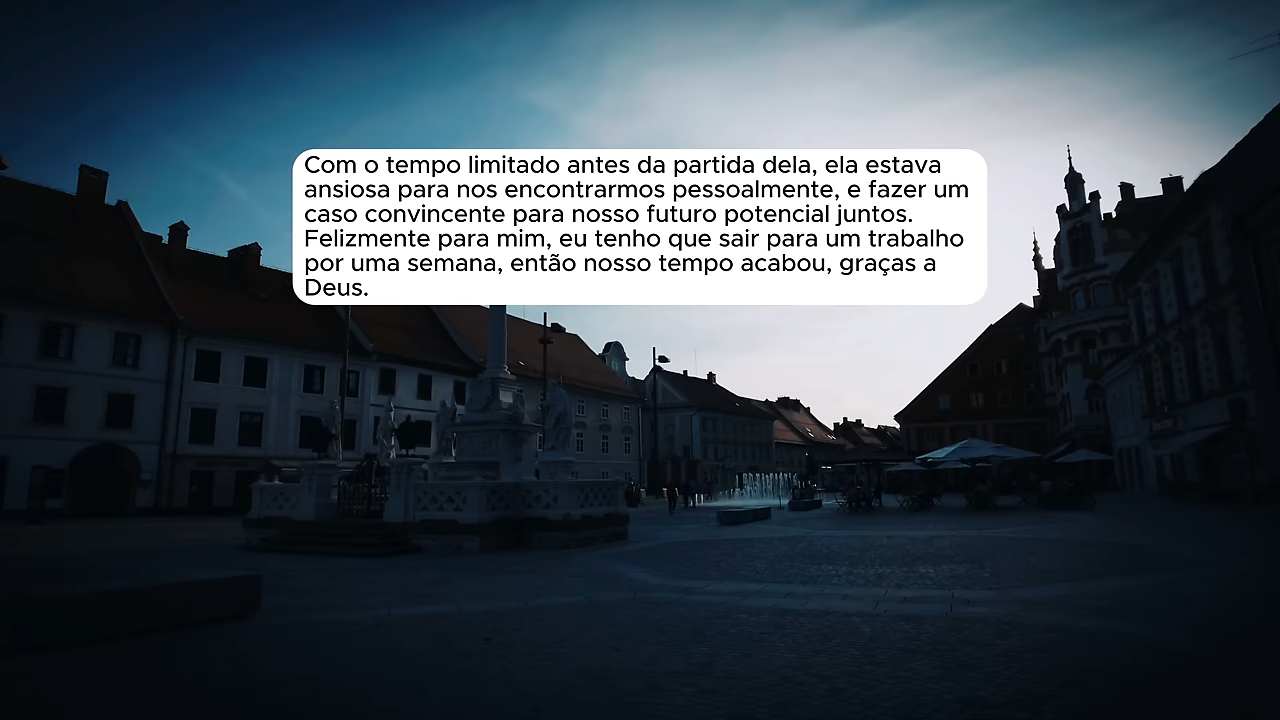 Com o tempo limitado antes da partida dela, ela estava
ansiosa para nos encontrarmos pessoalmente, e fazer um
caso convincente para nosso futuro potencial juntos.
Felizmente para mim, eu tenho que sair para um trabalho
por uma semana, então nosso tempo acabou, graças a
Deus.